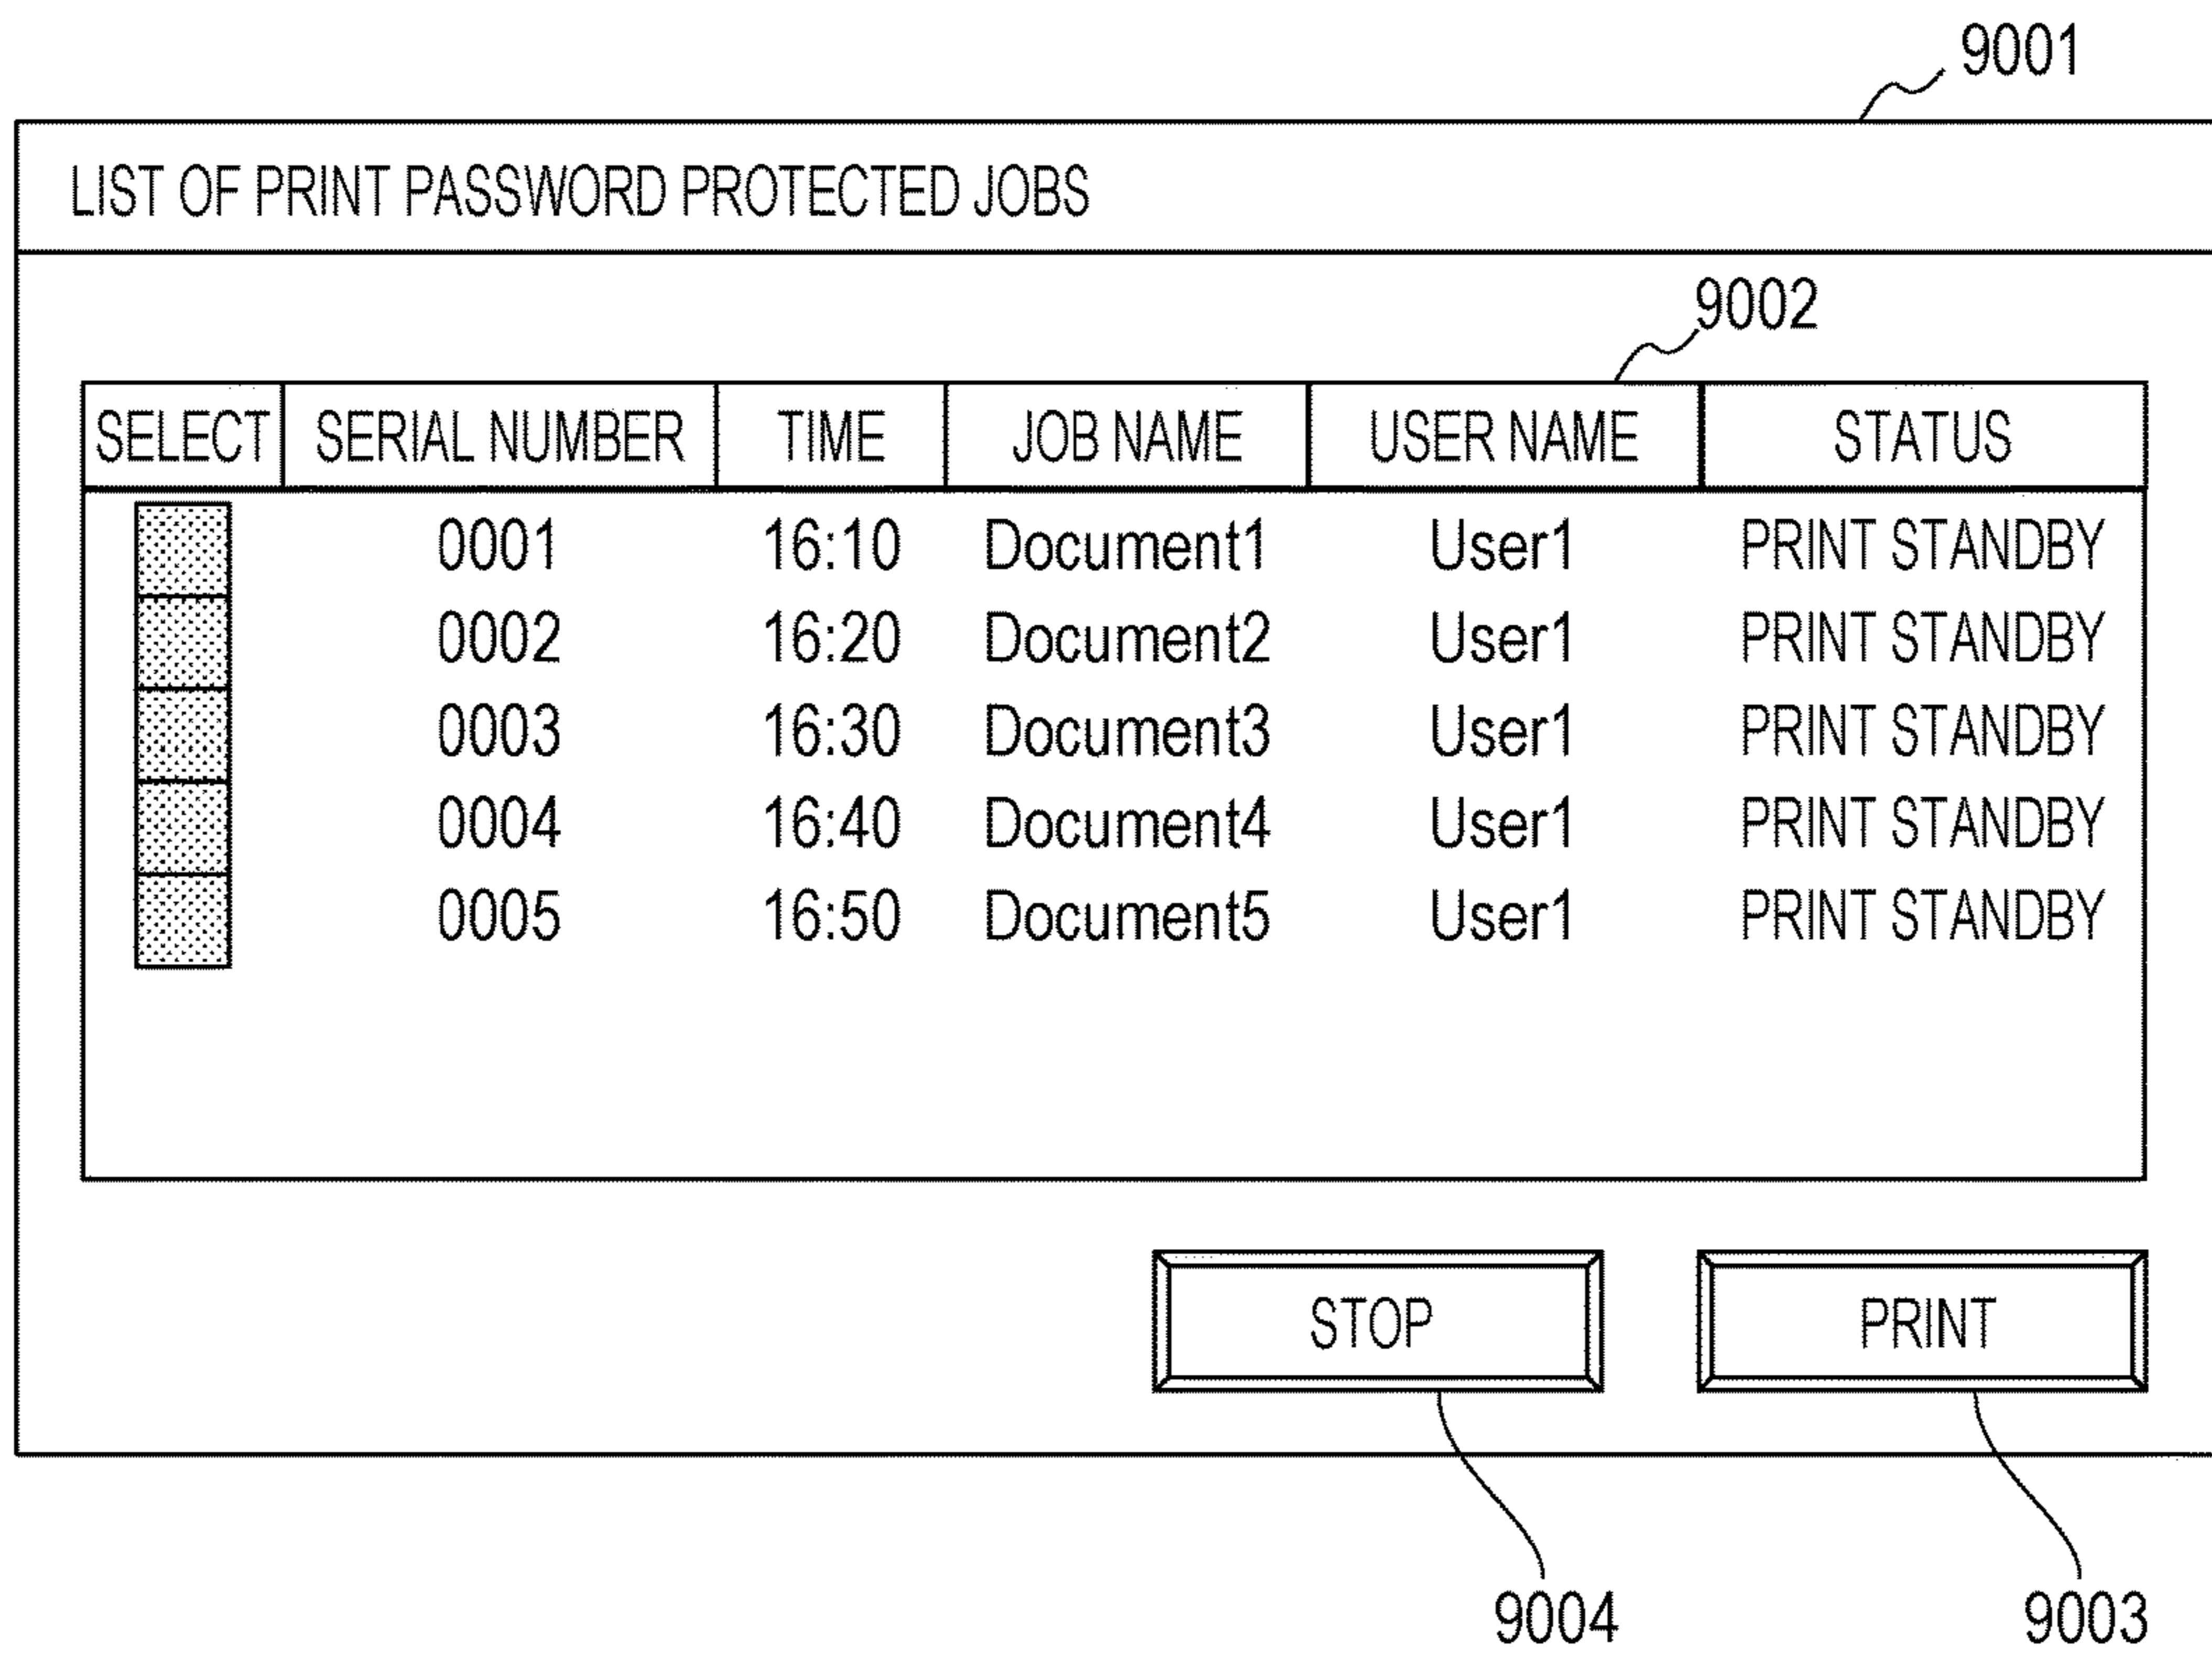 9001
LIST OF PRINT PASSWORD PROTECTED JOBS
9002
SELECT SERIAL NUMBER TIME JOB NAME USER NAME STATUS
0001 16:10 Document1 User1 PRINT STANDBY
0002 16:20 Document2 User1 PRINT STANDBY
0003 16:30 Document3 User1 PRINT STANDBY
0004 16:40 Document4 User1 PRINT STANDBY
0005 16:50 Document5 User1 PRINT STANDBY
STOP PRINT
9004 9003